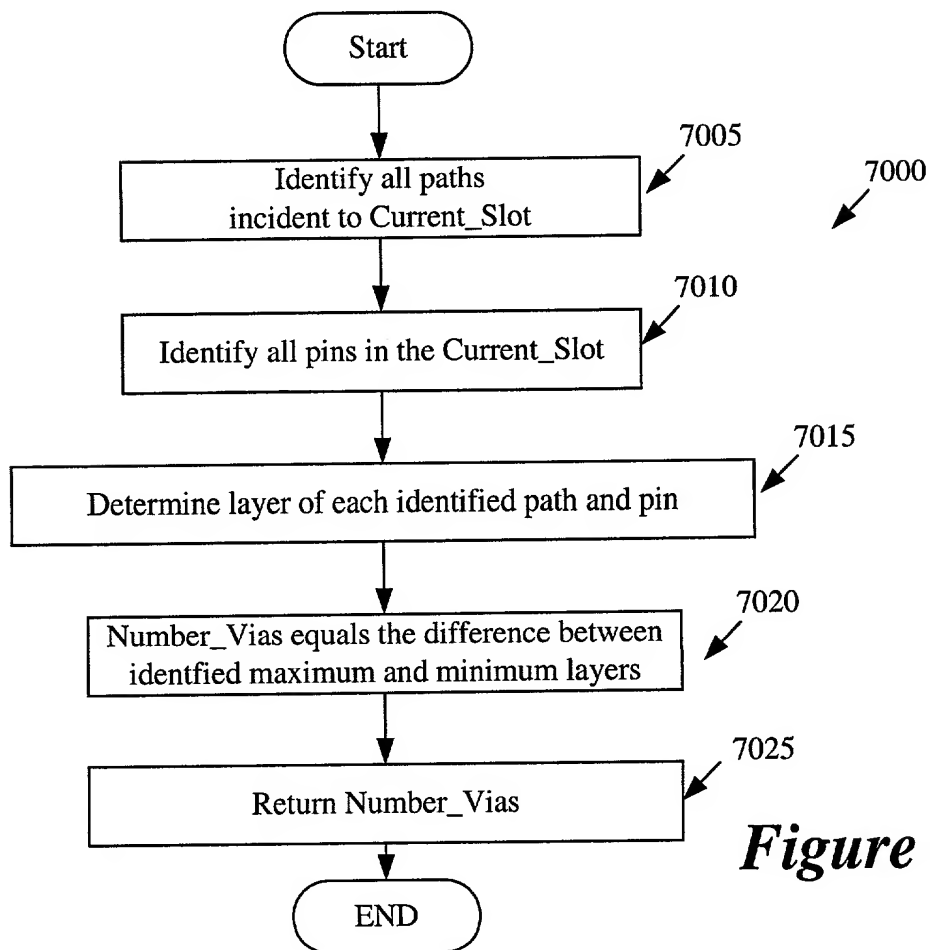 Start
7005
Identify all paths
incident to Current_Slot
7000
7010
Identify all pins in the Current_Slot
7015
Determine layer of each identified path and pin
7020
Number_Vias equals the difference between
identfied maximum and minimum layers
7025
Return Number_Vias
Figure
END